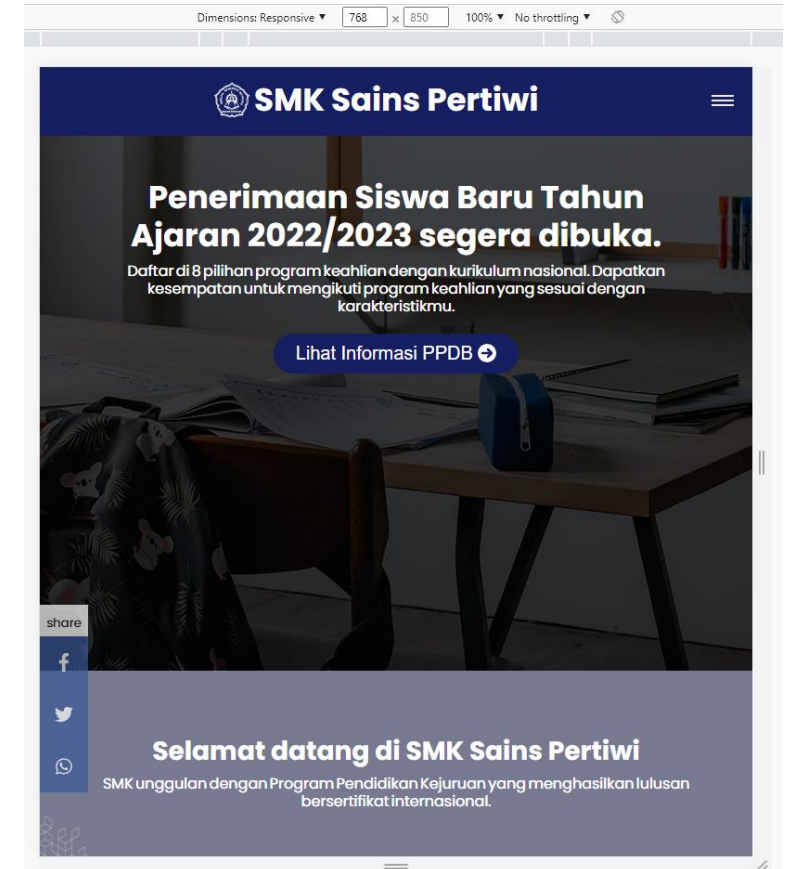 Dimensions: Responsive ▼ 768 × 850 100% ▼ No throttling ▼
SMK Sains Pertiwi
Penerimaan Siswa Baru Tahun
Ajaran 2022/2023 segera dibuka.
Daftar di 8 pilihan program keahlian dengan kurikulum nasional. Dapatkan
kesempatan untuk mengikuti program keahlian yang sesuai dengan
karakteristikmu.
Lihat Informasi PPDB
share
Selamat datang di SMK Sains Pertiwi
SMK unggulan dengan Program Pendidikan Kejuruan yang menghasilkan lulusan
bersertifikat internasional.